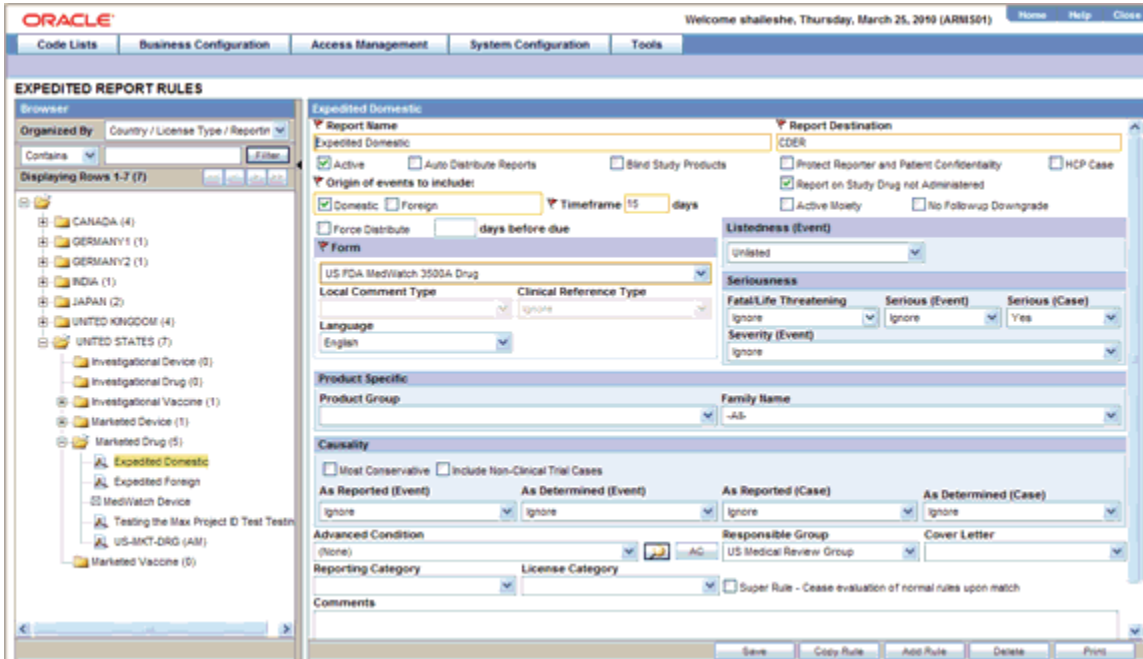 ORACLE
Welcome shaileshe, Thursday, March 25, 2010 (ARMIS01) Home Help Close
Code Lists Business Configuration Access Management System Configuration Tools
EXPEDITED REPORT RULES
Browser
Organized By Country / License Type / Reportin
Contains Filter
Displaying Rows 1-7 (7)
CANADA (4)
GERMANY1 (1)
GERMANY2 (1)
INDIA (1)
JAPAN (2)
UNITED KINGDOM (4)
UNITED STATES (7)
Investigational Device (0)
Investigational Drug (0)
Investigational Vaccine (1)
Marketed Device (1)
Marketed Drug (5)
Expedited Domestic
Expedited Foreign
MedWatch Device
Testing the Max Project ID Test Testin
US-MKT-DRG (AM)
Marketed Vaccine (0)
Expedited Domestic
Report Name Report Destination
Expedited Domestic CDER
Active Auto Distribute Reports Blind Study Products Protect Reporter and Patient Confidentiality HCP Case
Origin of events to include: Report on Study Drug not Administered
Domestic Foreign Timeframe 15 days Active Moiety No Followup Downgrade
Force Distribute days before due Listedness (Event)
Form Unlisted
US FDA MedWatch 3500A Drug Seriousness
Local Comment Type Clinical Reference Type Fatal/Life Threatening Serious (Event) Serious (Case)
Ignore Ignore Ignore Yes
Language Severity (Event)
English Ignore
Product Specific
Product Group Family Name
-All-
Causality
Most Conservative Include Non-Clinical Trial Cases
As Reported (Event) As Determined (Event) As Reported (Case) As Determined (Case)
Ignore Ignore Ignore Ignore
Advanced Condition Responsible Group Cover Letter
(None) AC US Medical Review Group
Reporting Category License Category
Super Rule - Cease evaluation of normal rules upon match
Comments
Save Copy Rule Add Rule Delete Print